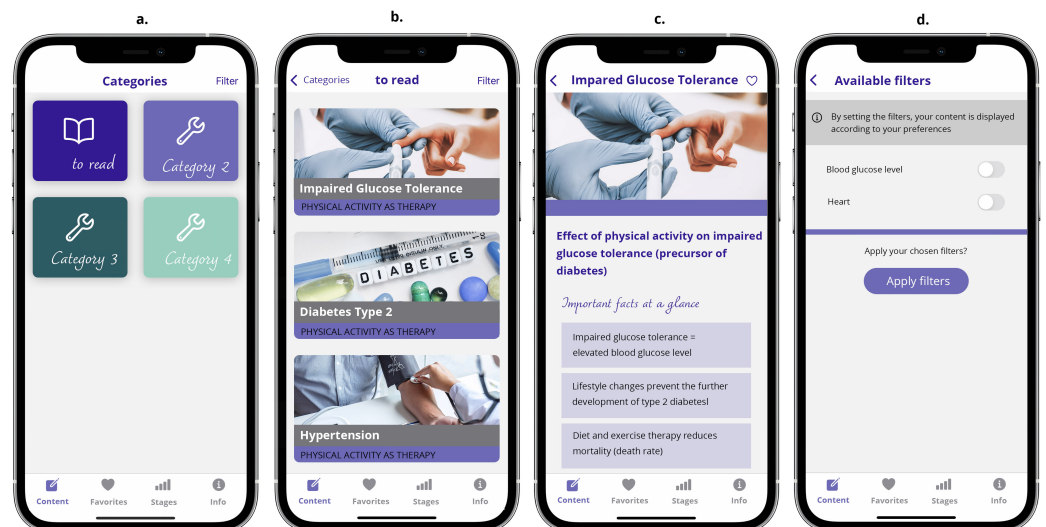 a.
Categories
Filter
to read
Category 2
Category 3
Category 4
Content
Favorites
Stages
Info
b.
Categories
to read
Filter
Impaired Glucose Tolerance
PHYSICAL ACTIVITY AS THERAPY
DIABETES
Diabetes Type 2
PHYSICAL ACTIVITY AS THERAPY
Hypertension
PHYSICAL ACTIVITY AS THERAPY
Content
Favorites
Stages
Info
c.
Impared Glucose Tolerance
Effect of physical activity on impaired
glucose tolerance (precursor of
diabetes)
Important facts at a glance
Impaired glucose tolerance =
elevated blood glucose level
Lifestyle changes prevent the further
development of type 2 diabetesl
Diet and exercise therapy reduces
mortality (death rate)
Content
Favorites
Stages
Info
d.
Available filters
By setting the filters, your content is displayed
according to your preferences
Blood glucose level
Heart
Apply your chosen filters?
Apply filters
Content
Favorites
Stages
Info